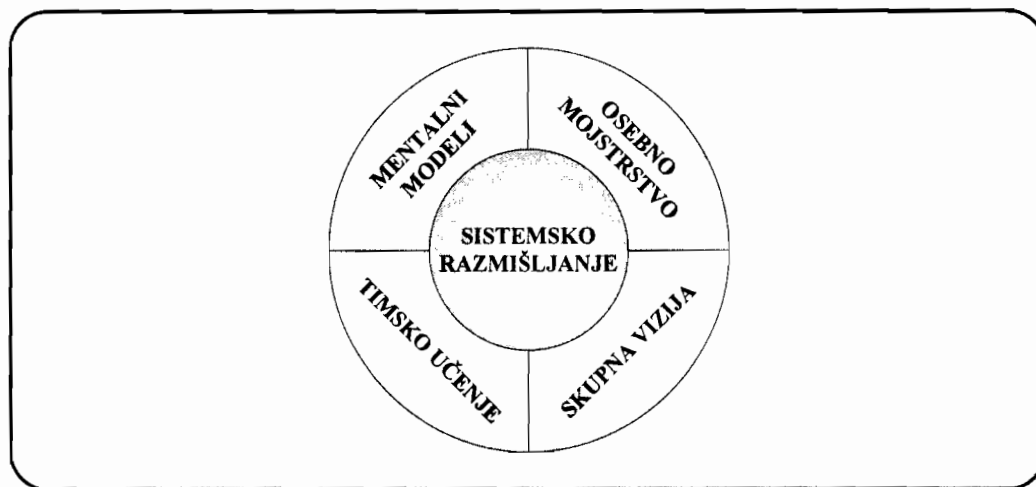 MENTALNI
MODELI
OSEBNO
MOJSTRSTVO
SISTEMSKO
RAZMIŠLJANJE
TIMSKO UČENJE
SKUPNA VIZIJA